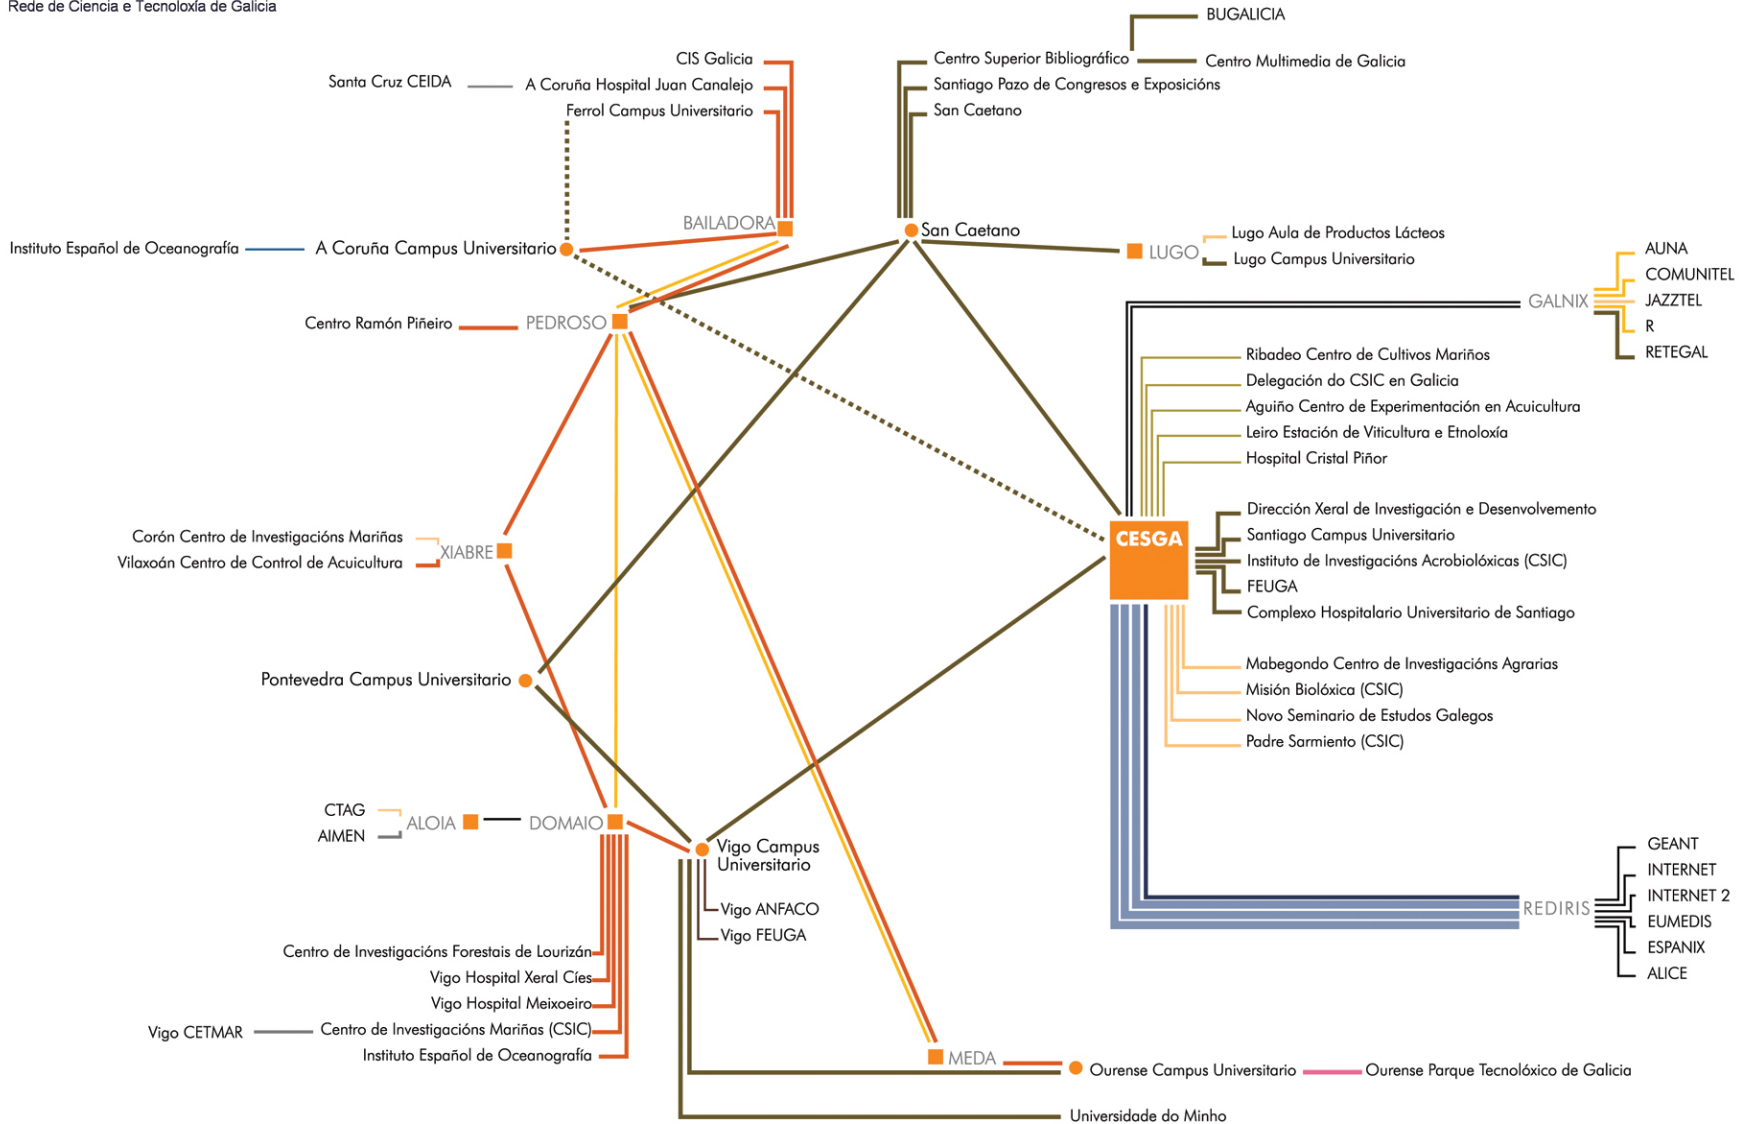 Rede de Ciencia e Tecnoloxía de Galicia
BUGALICIA
CIS Galicia
Centro Superior Bibliográfico
Centro Multimedia de Galicia
Santa Cruz CEIDA
A Coruña Hospital Juan Canalejo
Santiago Pazo de Congresos e Exposicións
Ferrol Campus Universitario
San Caetano
BAILADORA
San Caetano
Instituto Español de Oceanografía
A Coruña Campus Universitario
LUGO
Lugo Aula de Productos Lácteos
Lugo Campus Universitario
GALNIX
AUNA
COMUNITEL
JAZZTEL
R
RETEGAL
Centro Ramón Piñeiro
PEDROSO
Ribadeo Centro de Cultivos Mariños
Delegación do CSIC en Galicia
Aguiño Centro de Experimentación en Acuicultura
Leiro Estación de Viticultura e Etnoloxía
Hospital Cristal Piñor
CESGA
Dirección Xeral de Investigación e Desenvolvemento
Santiago Campus Universitario
Instituto de Investigacións Acrobiolóxicas (CSIC)
FEUGA
Complexo Hospitalario Universitario de Santiago
Corón Centro de Investigacións Mariñas
Vilaxoán Centro de Control de Acuicultura
XIABRE
Mabegondo Centro de Investigacións Agrarias
Misión Biolóxica (CSIC)
Novo Seminario de Estudos Galegos
Padre Sarmiento (CSIC)
Pontevedra Campus Universitario
CTAG
AIMEN
ALOIA
DOMAIO
Vigo Campus
Universitario
Vigo ANFACO
Vigo FEUGA
REDIRIS
GEANT
INTERNET
INTERNET 2
EUMEDIS
ESPANIX
ALICE
Centro de Investigacións Forestais de Lourizán
Vigo Hospital Xeral Cíes
Vigo Hospital Meixoeiro
Vigo CETMAR
Centro de Investigacións Mariñas (CSIC)
Instituto Español de Oceanografía
MEDA
Ourense Campus Universitario
Ourense Parque Tecnolóxico de Galicia
Universidade do Minho